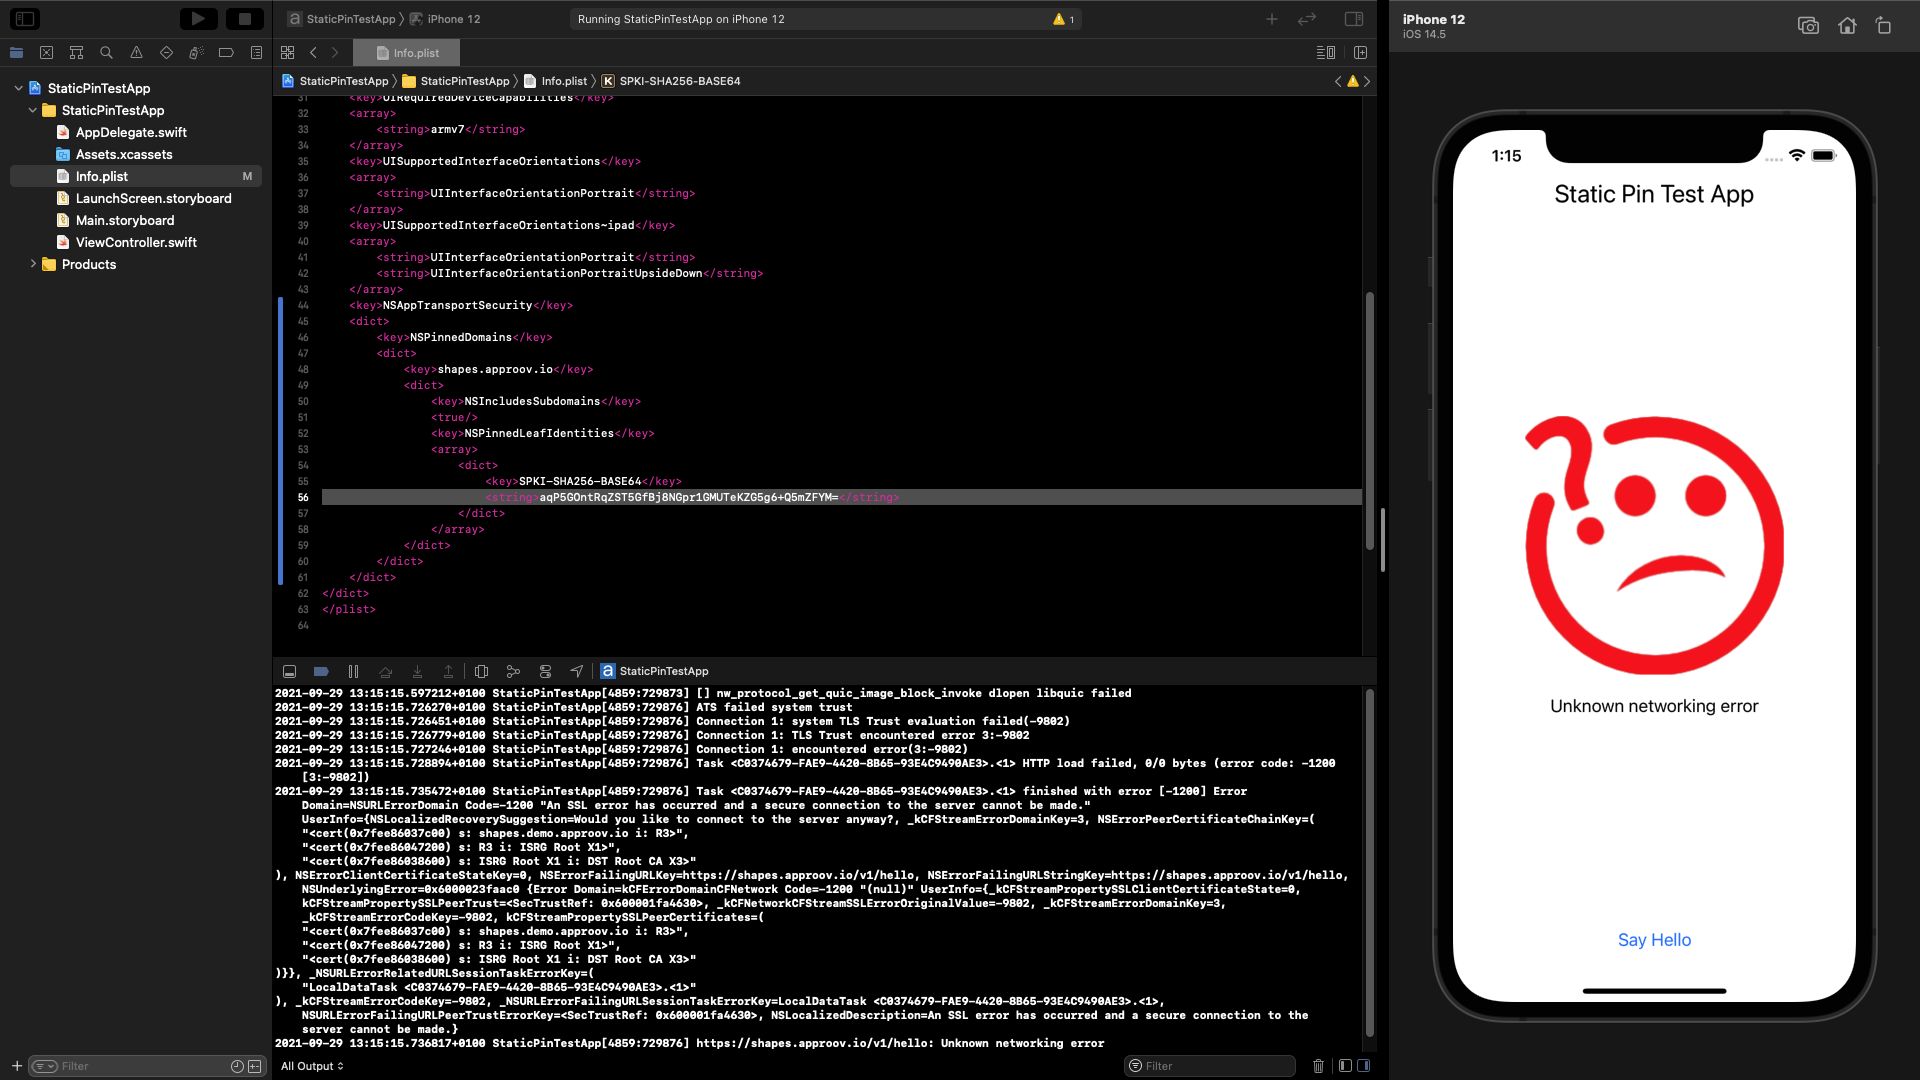 StaticPinTestApp
iPhone 12
Running StaticPinTestApp on iPhone 12
1
iPhone 12
iOS 14.5
Info.plist
StaticPinTestApp
StaticPinTestApp
Info.plist
K
SPKI-SHA256-BASE64
StaticPinTestApp
StaticPinTestApp
AppDelegate.swift
Assets.xcassets
Info.plist
M
LaunchScreen.storyboard
Main.storyboard
ViewController.swift
Products
Filter
31 <key>UIRequiredDeviceCapabilities</key>
32 <array>
33 <string>armv7</string>
34 </array>
35 <key>UISupportedInterfaceOrientations</key>
36 <array>
37 <string>UIInterfaceOrientationPortrait</string>
38 </array>
39 <key>UISupportedInterfaceOrientations~ipad</key>
40 <array>
41 <string>UIInterfaceOrientationPortrait</string>
42 <string>UIInterfaceOrientationPortraitUpsideDown</string>
43 </array>
44 <key>NSAppTransportSecurity</key>
45 <dict>
46 <key>NSPinnedDomains</key>
47 <dict>
48 <key>shapes.approov.io</key>
49 <dict>
50 <key>NSIncludesSubdomains</key>
51 <true/>
52 <key>NSPinnedLeafIdentities</key>
53 <array>
54 <dict>
55 <key>SPKI-SHA256-BASE64</key>
56 <string>aqP5GOntRqZST5GfBj8NGpr1GMUTeKZG5g6+Q5mZFYM=</string>
57 </dict>
58 </array>
59 </dict>
60 </dict>
61 </dict>
62 </dict>
63 </plist>
64
StaticPinTestApp
2021-09-29 13:15:15.597212+0100 StaticPinTestApp[4859:729873] [] nw_protocol_get_quic_image_block_invoke dlopen libquic failed
2021-09-29 13:15:15.726270+0100 StaticPinTestApp[4859:729876] ATS failed system trust
2021-09-29 13:15:15.726451+0100 StaticPinTestApp[4859:729876] Connection 1: system TLS Trust evaluation failed(-9802)
2021-09-29 13:15:15.726779+0100 StaticPinTestApp[4859:729876] Connection 1: TLS Trust encountered error 3:-9802
2021-09-29 13:15:15.727246+0100 StaticPinTestApp[4859:729876] Connection 1: encountered error(3:-9802)
2021-09-29 13:15:15.728894+0100 StaticPinTestApp[4859:729876] Task <C0374679-FAE9-4420-8B65-93E4C9490AE3>.<1> HTTP load failed, 0/0 bytes (error code: -1200
[3:-9802])
2021-09-29 13:15:15.735472+0100 StaticPinTestApp[4859:729876] Task <C0374679-FAE9-4420-8B65-93E4C9490AE3>.<1> finished with error [-1200] Error
Domain=NSURLErrorDomain Code=-1200 "An SSL error has occurred and a secure connection to the server cannot be made."
UserInfo={NSLocalizedRecoverySuggestion=Would you like to connect to the server anyway?, _kCFStreamErrorDomainKey=3, NSErrorPeerCertificateChainKey=(
"<cert(0x7fee86037c00) s: shapes.demo.approov.io i: R3>",
"<cert(0x7fee86047200) s: R3 i: ISRG Root X1>",
"<cert(0x7fee86038600) s: ISRG Root X1 i: DST Root CA X3>"
), NSErrorClientCertificateStateKey=0, NSErrorFailingURLKey=https://shapes.approov.io/v1/hello, NSErrorFailingURLStringKey=https://shapes.approov.io/v1/hello,
NSUnderlyingError=0x6000023faac0 {Error Domain=kCFErrorDomainCFNetwork Code=-1200 "(null)" UserInfo={_kCFStreamPropertySSLClientCertificateState=0,
kCFStreamPropertySSLPeerTrust=<SecTrustRef: 0x600001fa4630>, _kCFNetworkCFStreamSSLErrorOriginalValue=-9802, _kCFStreamErrorDomainKey=3,
_kCFStreamErrorCodeKey=-9802, kCFStreamPropertySSLPeerCertificates=(
"<cert(0x7fee86037c00) s: shapes.demo.approov.io i: R3>",
"<cert(0x7fee86047200) s: R3 i: ISRG Root X1>",
"<cert(0x7fee86038600) s: ISRG Root X1 i: DST Root CA X3>"
)}}, _NSURLErrorRelatedURLSessionTaskErrorKey=(
"LocalDataTask <C0374679-FAE9-4420-8B65-93E4C9490AE3>.<1>"
), _kCFStreamErrorCodeKey=-9802, _NSURLErrorFailingURLSessionTaskErrorKey=LocalDataTask <C0374679-FAE9-4420-8B65-93E4C9490AE3>.<1>,
NSURLErrorFailingURLPeerTrustErrorKey=<SecTrustRef: 0x600001fa4630>, NSLocalizedDescription=An SSL error has occurred and a secure connection to the
server cannot be made.}
2021-09-29 13:15:15.736817+0100 StaticPinTestApp[4859:729876] https://shapes.approov.io/v1/hello: Unknown networking error
All Output
Filter
1:15
Static Pin Test App
Unknown networking error
Say Hello